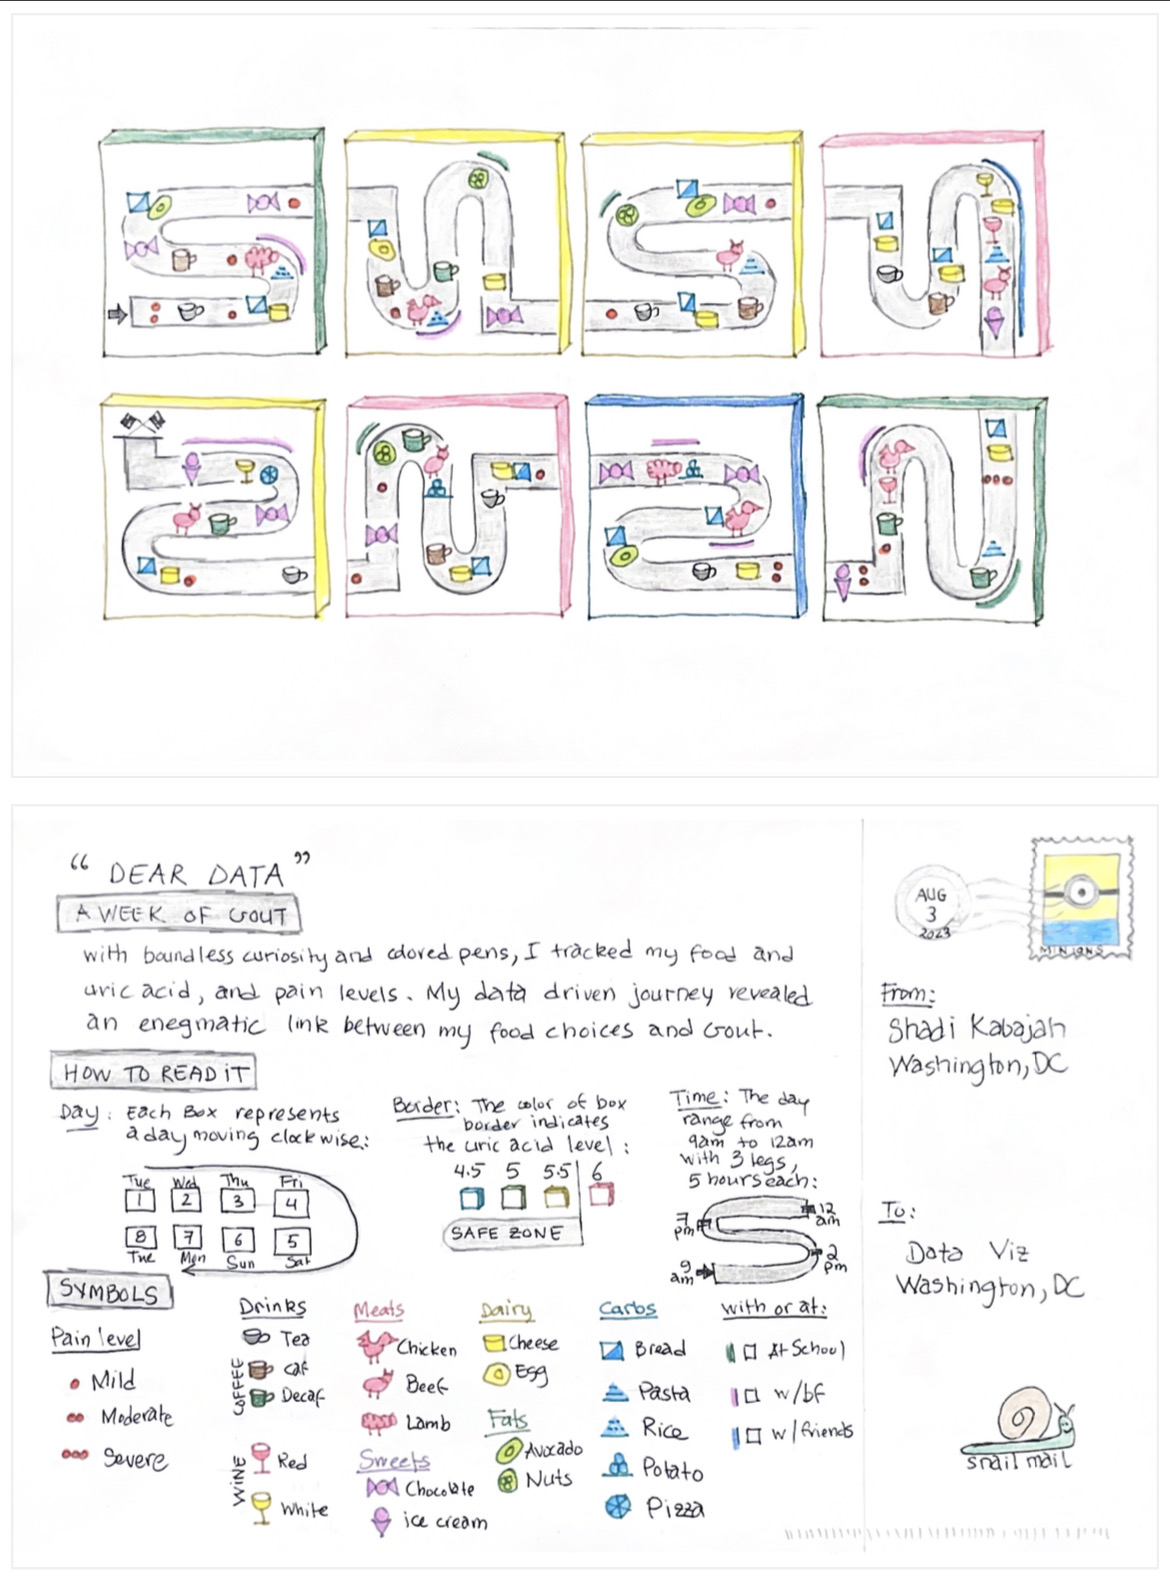 “ DEAR DATA ”
A WEEK OF GOUT
with boundless curiosity and colored pens, I tracked my food and
uric acid, and pain levels. My data driven journey revealed
an enegmatic link between my food choices and Gout.
HOW TO READ iT
Day: Each Box represents
a day moving clockwise:
Tue Wed Thu Fri
1 2 3 4
8 7 6 5
Tue Mon Sun Sat
Border: The color of box
border indicates
the uric acid level:
4.5 5 5.5 6
SAFE ZONE
Time: The day
range from
9am to 12am
with 3 legs,
5 hours each:
7 pm
12 am
9 am
2 pm
SYMBOLS
Pain level
Mild
Moderate
Severe
Drinks
Tea
COFFEE
Caf
Decaf
WINE
Red
White
Meats
Chicken
Beef
Lamb
Sweets
Chocolate
ice cream
Dairy
Cheese
Egg
Fats
Avocado
Nuts
Carbs
Bread
Pasta
Rice
Potato
Pizza
with or at:
At School
w/bf
w/friends
AUG
3
2023
MINIONS
From:
Shadi Kabajah
Washington, DC
To:
Data Viz
Washington, DC
snail mail